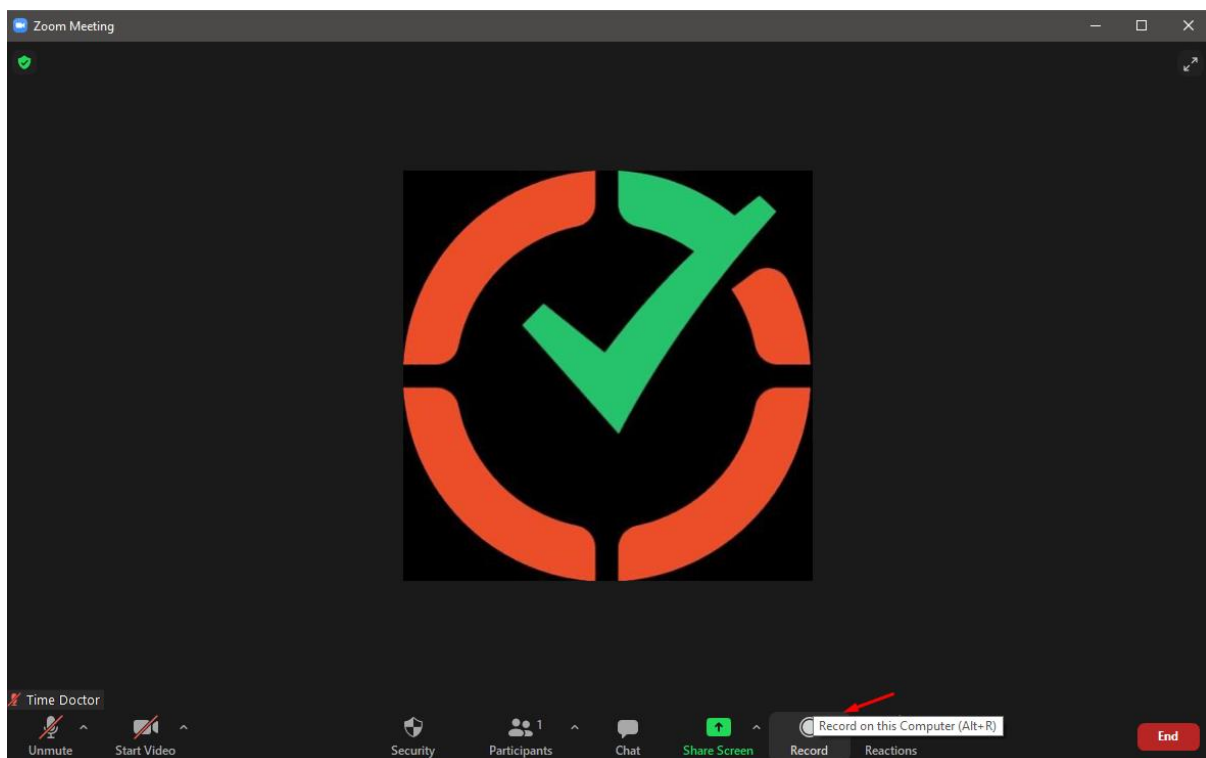 Zoom Meeting
Time Doctor
1
Record on this Computer (Alt+R)
Unmute
Start Video
Security
Participants
Chat
Share Screen
Record
Reactions
End